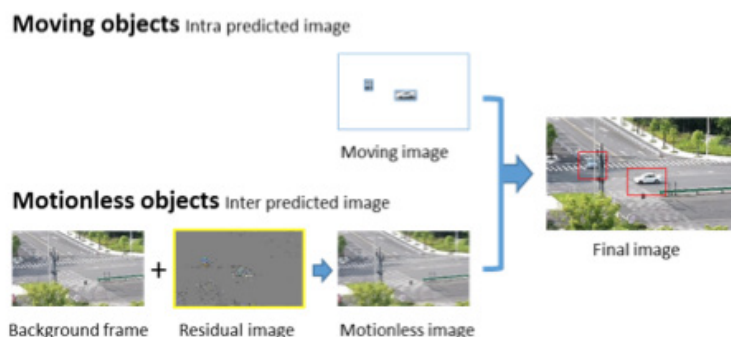 Moving objects Intra predicted image
Moving image
Motionless objects Inter predicted image
+
Final image
Background frame Residual image Motionless image